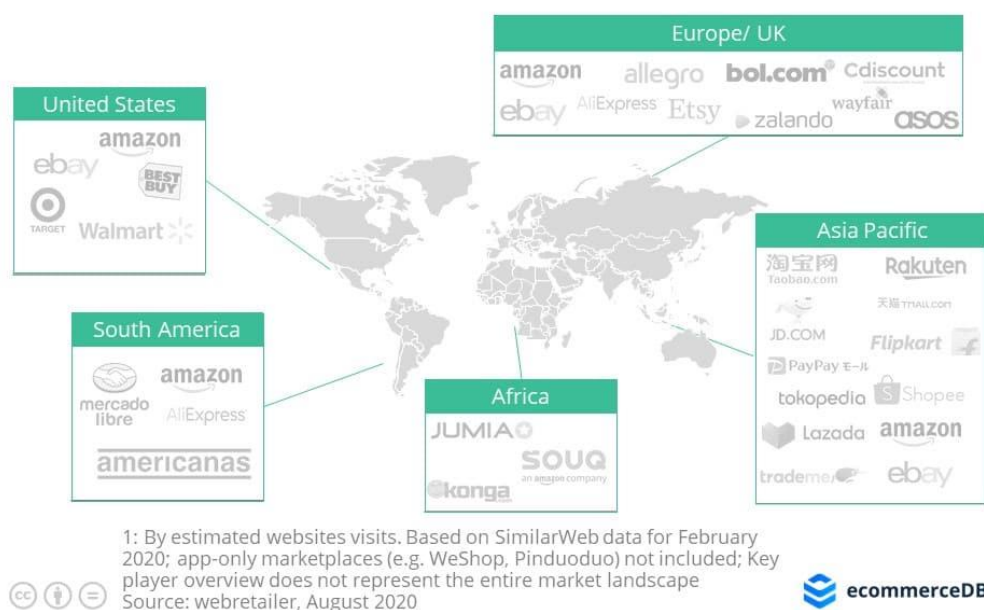 Europe/ UK
amazon
allegro
bol.com
Cdiscount
ebay
AliExpress
Etsy
zalando
wayfair
asos
United States
amazon
ebay
BEST
BUY
TARGET
Walmart
Asia Pacific
淘宝网
Taobao.com
Rakuten
JD.COM
天猫 TMALL.COM
Flipkart
PayPay モール
tokopedia
Shopee
Lazada
amazon
trademe
ebay
South America
mercado
libre
amazon
AliExpress
americanas
Africa
JUMIA
SOUQ
an amazon company
konga
1: By estimated websites visits. Based on SimilarWeb data for February
2020; app-only marketplaces (e.g. WeShop, Pinduoduo) not included; Key
player overview does not represent the entire market landscape
Source: webretailer, August 2020
cc
ecommerceDB